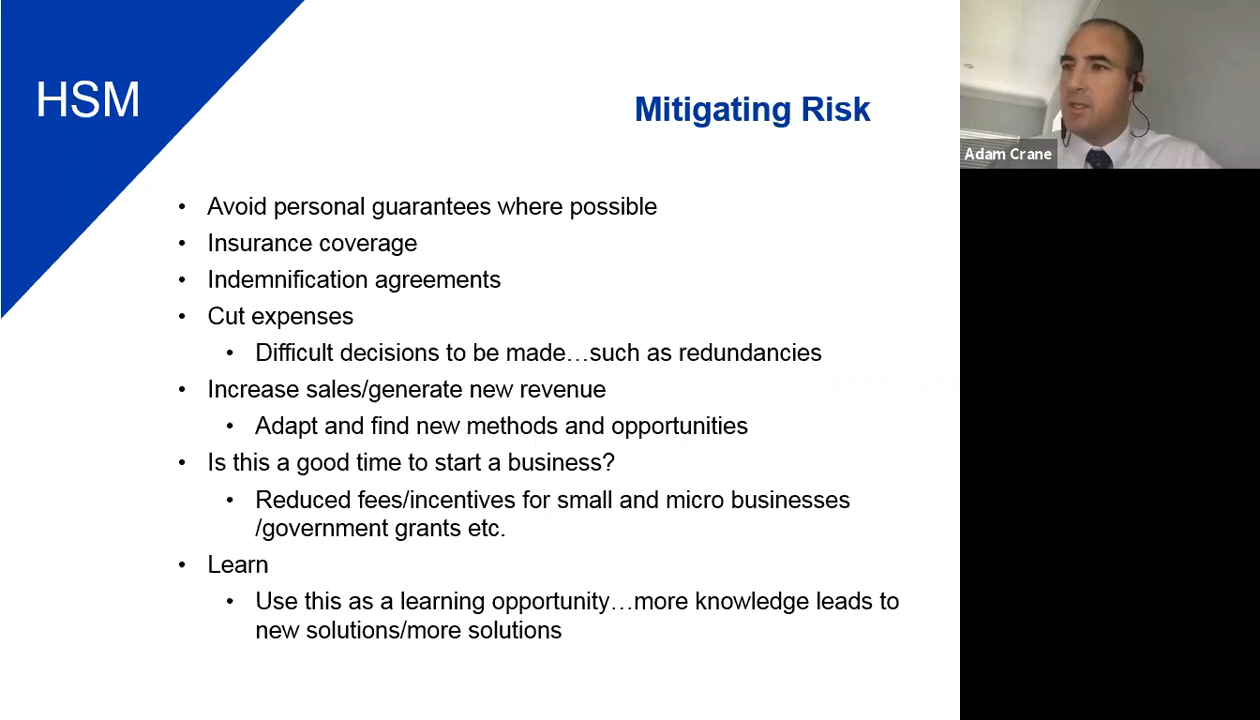 HSM
Mitigating Risk
Adam Crane
• Avoid personal guarantees where possible
• Insurance coverage
• Indemnification agreements
• Cut expenses
• Difficult decisions to be made…such as redundancies
• Increase sales/generate new revenue
• Adapt and find new methods and opportunities
• Is this a good time to start a business?
• Reduced fees/incentives for small and micro businesses
/government grants etc.
• Learn
• Use this as a learning opportunity…more knowledge leads to
new solutions/more solutions